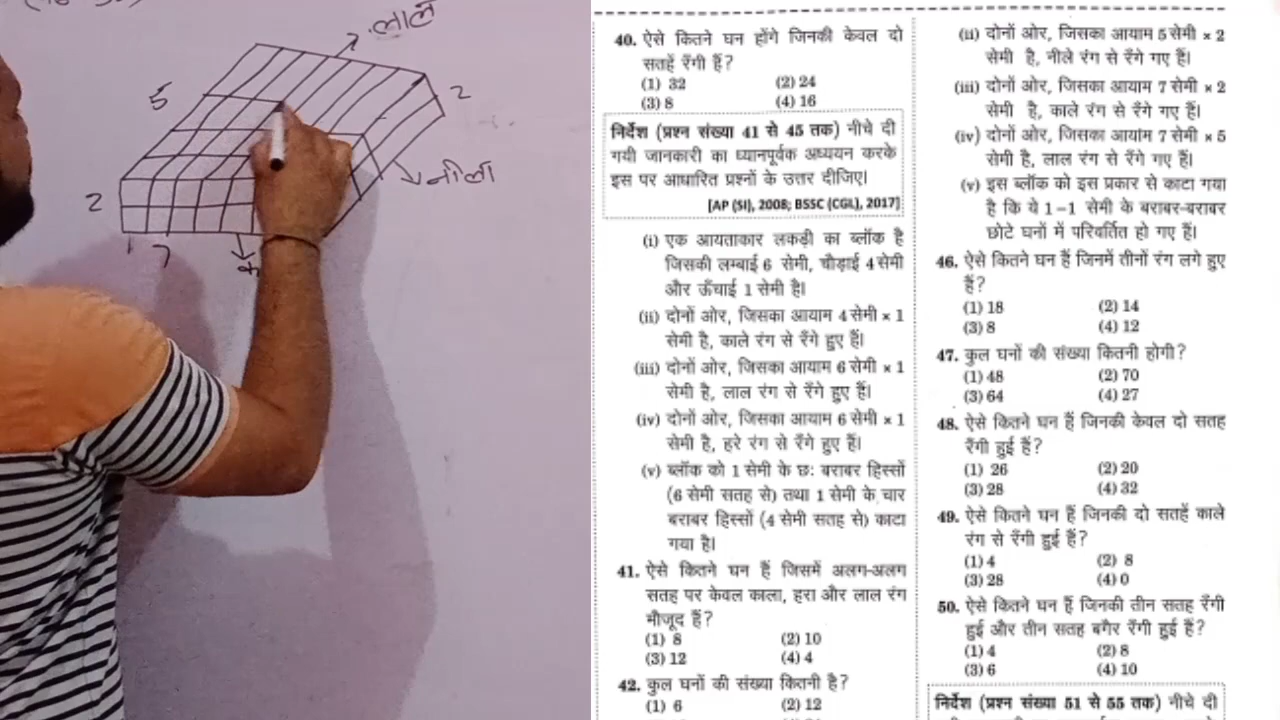 लाल
5
2
नीला
2
7
40. ऐसे कितने घन होंगे जिनकी केवल दो
सतहें रँगी हैं?
(1) 32 (2) 24
(3) 8 (4) 16
निर्देश (प्रश्न संख्या 41 से 45 तक) नीचे दी
गयी जानकारी का ध्यानपूर्वक अध्ययन करके
इस पर आधारित प्रश्नों के उत्तर दीजिए।
[AP (SI), 2008; BSSC (CGL), 2017]
(i) एक आयताकार लकड़ी का ब्लॉक है
जिसकी लम्बाई 6 सेमी, चौड़ाई 4 सेमी
और ऊँचाई 1 सेमी है।
(ii) दोनों ओर, जिसका आयाम 4 सेमी × 1
सेमी है, काले रंग से रँगे हुए हैं।
(iii) दोनों ओर, जिसका आयाम 6 सेमी × 1
सेमी है, लाल रंग से रँगे हुए हैं।
(iv) दोनों ओर, जिसका आयाम 6 सेमी × 1
सेमी है, हरे रंग से रँगे हुए हैं।
(v) ब्लॉक को 1 सेमी के छः बराबर हिस्सों
(6 सेमी सतह से) तथा 1 सेमी के चार
बराबर हिस्सों (4 सेमी सतह से) काटा
गया है।
41. ऐसे कितने घन हैं जिसमें अलग-अलग
सतह पर केवल काला, हरा और लाल रंग
मौजूद हैं?
(1) 8 (2) 10
(3) 12 (4) 4
42. कुल घनों की संख्या कितनी है?
(1) 6 (2) 12
(ii) दोनों ओर, जिसका आयाम 5 सेमी × 2
सेमी है, नीले रंग से रँगे गए हैं।
(iii) दोनों ओर, जिसका आयाम 7 सेमी × 2
सेमी है, काले रंग से रँगे गए हैं।
(iv) दोनों ओर, जिसका आयाम 7 सेमी × 5
सेमी है, लाल रंग से रँगे गए हैं।
(v) इस ब्लॉक को इस प्रकार से काटा गया
है कि ये 1–1 सेमी के बराबर-बराबर
छोटे घनों में परिवर्तित हो गए हैं।
46. ऐसे कितने घन हैं जिनमें तीनों रंग लगे हुए
हैं?
(1) 18 (2) 14
(3) 8 (4) 12
47. कुल घनों की संख्या कितनी होगी?
(1) 48 (2) 70
(3) 64 (4) 27
48. ऐसे कितने घन हैं जिनकी केवल दो सतह
रँगी हुई हैं?
(1) 26 (2) 20
(3) 28 (4) 32
49. ऐसे कितने घन हैं जिनकी दो सतहें काले
रंग से रँगी हुई हैं?
(1) 4 (2) 8
(3) 28 (4) 0
50. ऐसे कितने घन हैं जिनकी तीन सतह रँगी
हुई और तीन सतह बगैर रँगी हुई हैं?
(1) 4 (2) 8
(3) 6 (4) 10
निर्देश (प्रश्न संख्या 51 से 55 तक) नीचे दी